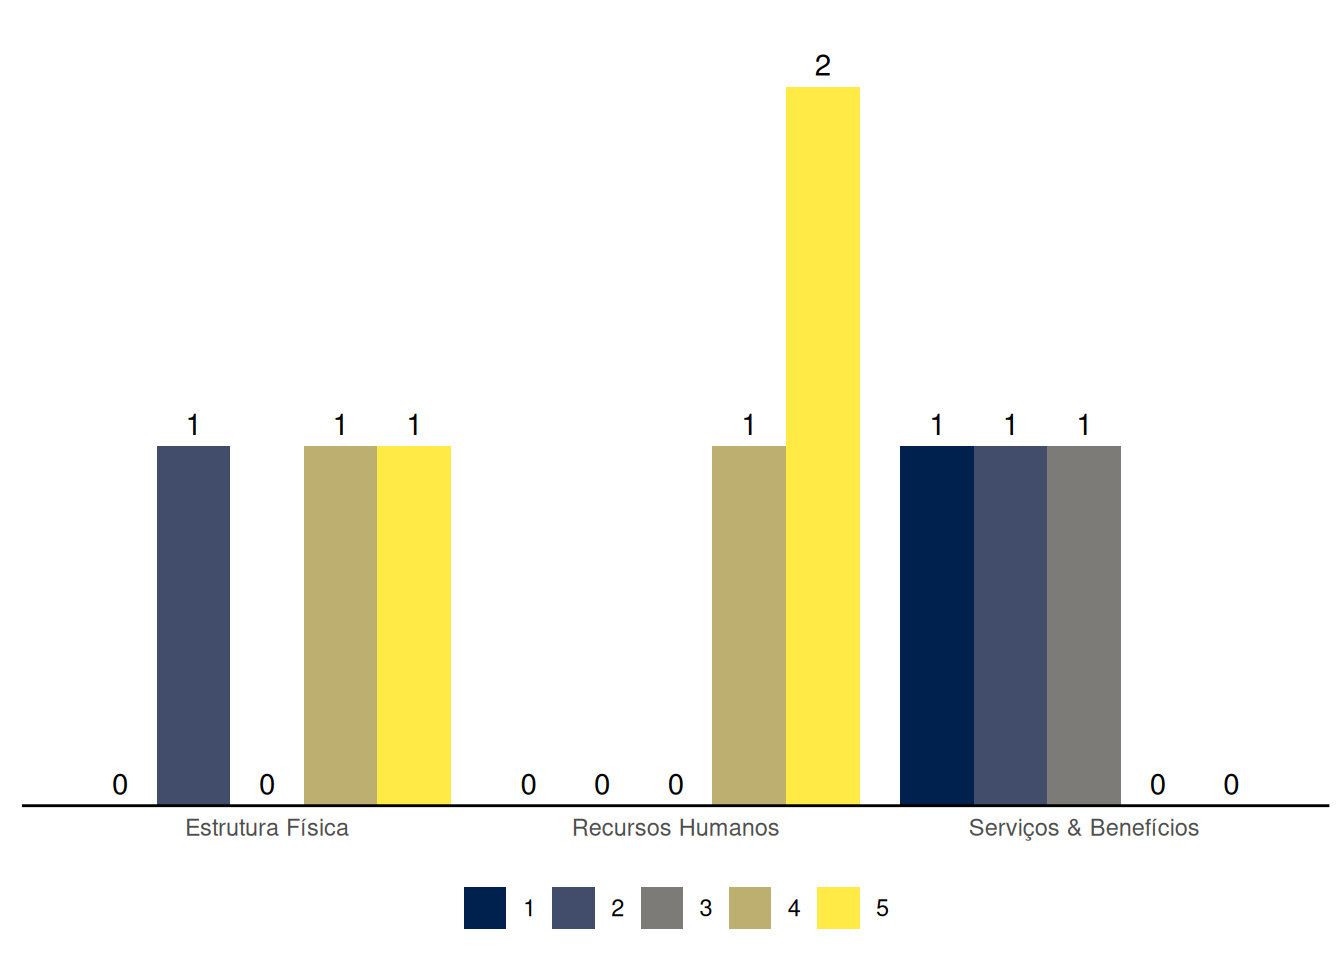 2
1 1 1 1 1 1 1
0 0 0 0 0 0 0
Estrutura Física Recursos Humanos Serviços & Benefícios
1 2 3 4 5